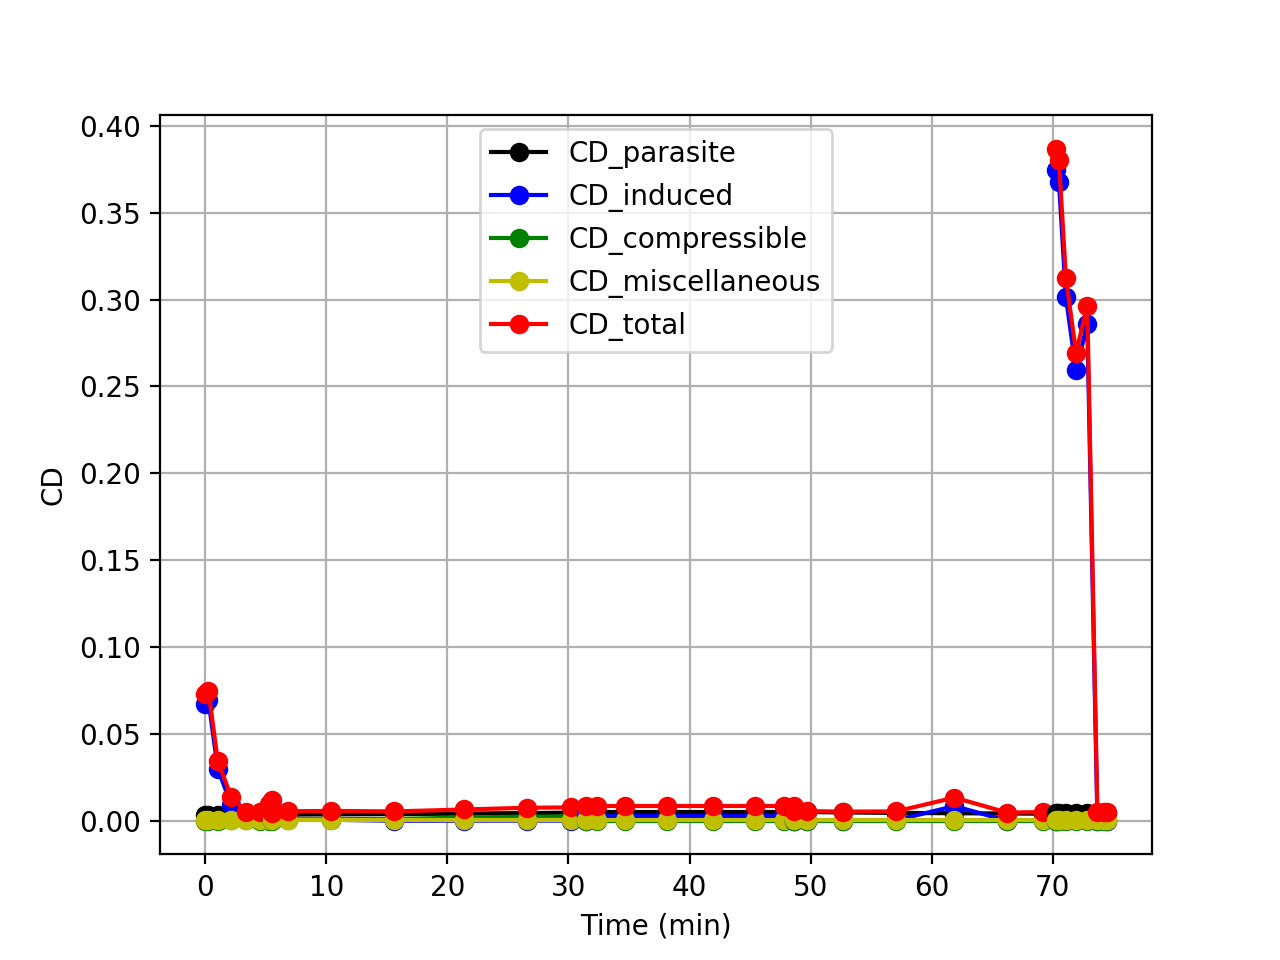 0.40
0.35
0.30
0.25
0.20
0.15
0.10
0.05
0.00
CD
CD_parasite
CD_induced
CD_compressible
CD_miscellaneous
CD_total
0 10 20 30 40 50 60 70
Time (min)